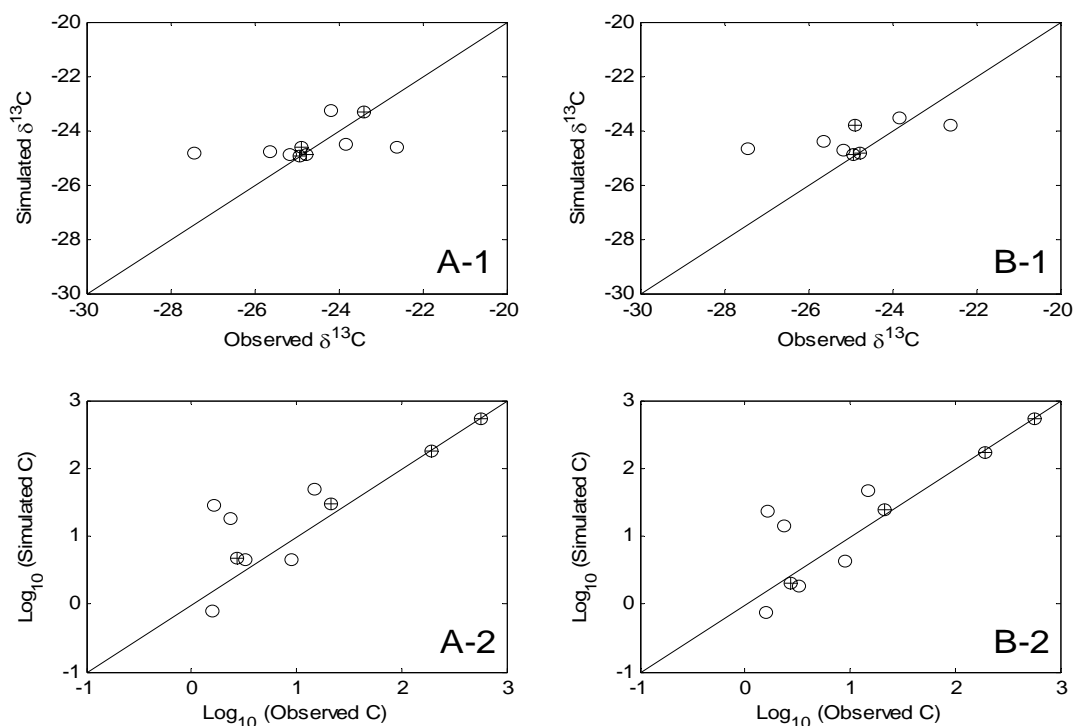 -20
-22
-24
-26
-28
-30
-30 -28 -26 -24 -22 -20
Simulated δ¹³C
Observed δ¹³C
A-1
-20
-22
-24
-26
-28
-30
-30 -28 -26 -24 -22 -20
Simulated δ¹³C
Observed δ¹³C
B-1
3
2
1
0
-1
-1 0 1 2 3
Log₁₀ (Simulated C)
Log₁₀ (Observed C)
A-2
3
2
1
0
-1
-1 0 1 2 3
Log₁₀ (Simulated C)
Log₁₀ (Observed C)
B-2